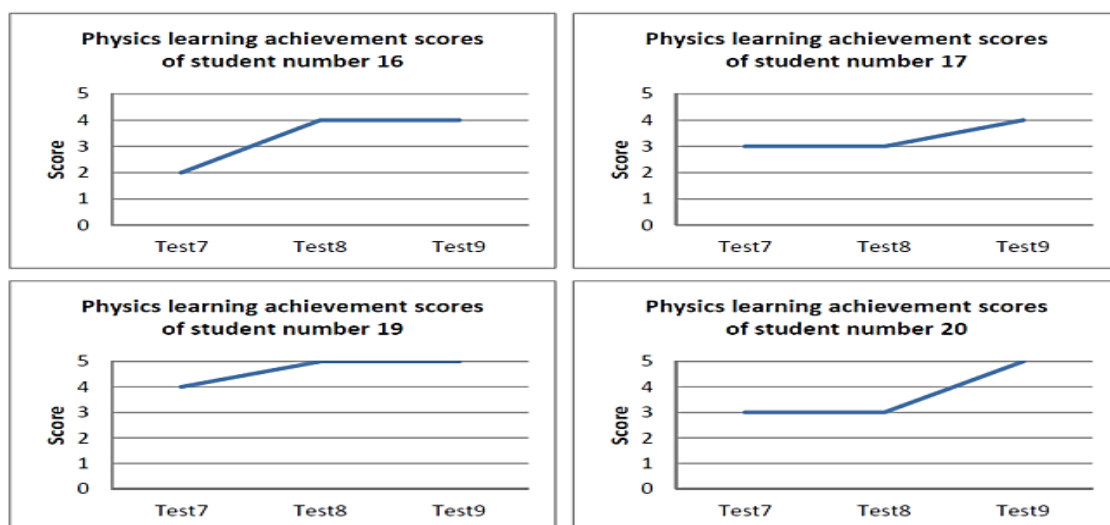 Physics learning achievement scores
of student number 16
5
4
3
2
1
0
Score
Test7 Test8 Test9
Physics learning achievement scores
of student number 17
5
4
3
2
1
0
Score
Test7 Test8 Test9
Physics learning achievement scores
of student number 19
5
4
3
2
1
0
Score
Test7 Test8 Test9
Physics learning achievement scores
of student number 20
5
4
3
2
1
0
Score
Test7 Test8 Test9